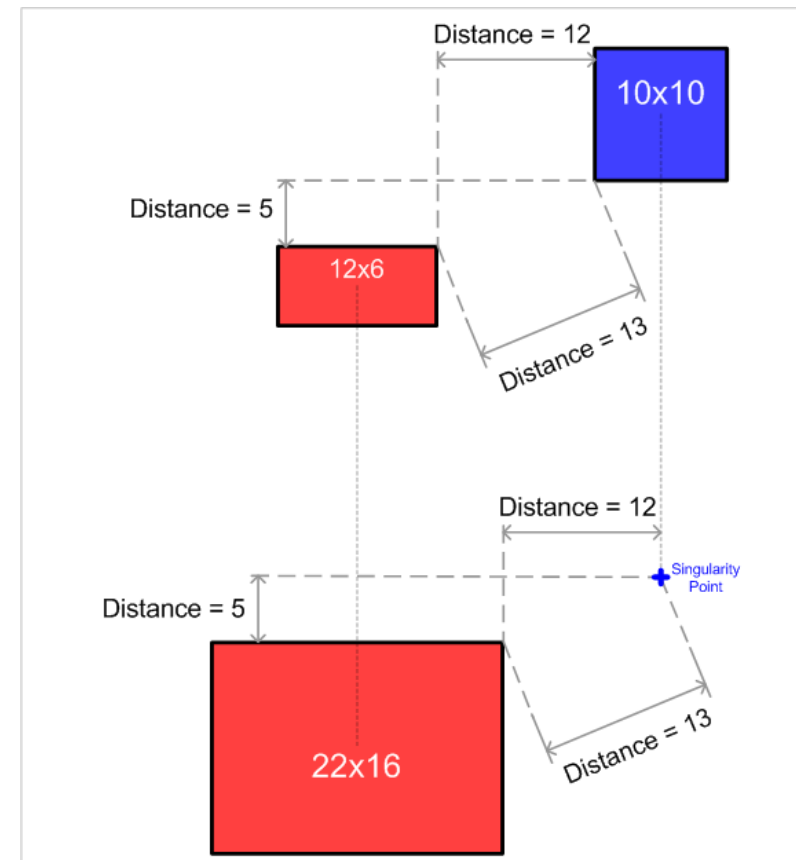 Distance = 12
10x10
Distance = 5
12x6
Distance = 13
Distance = 12
Singularity
Point
Distance = 5
Distance = 13
22x16